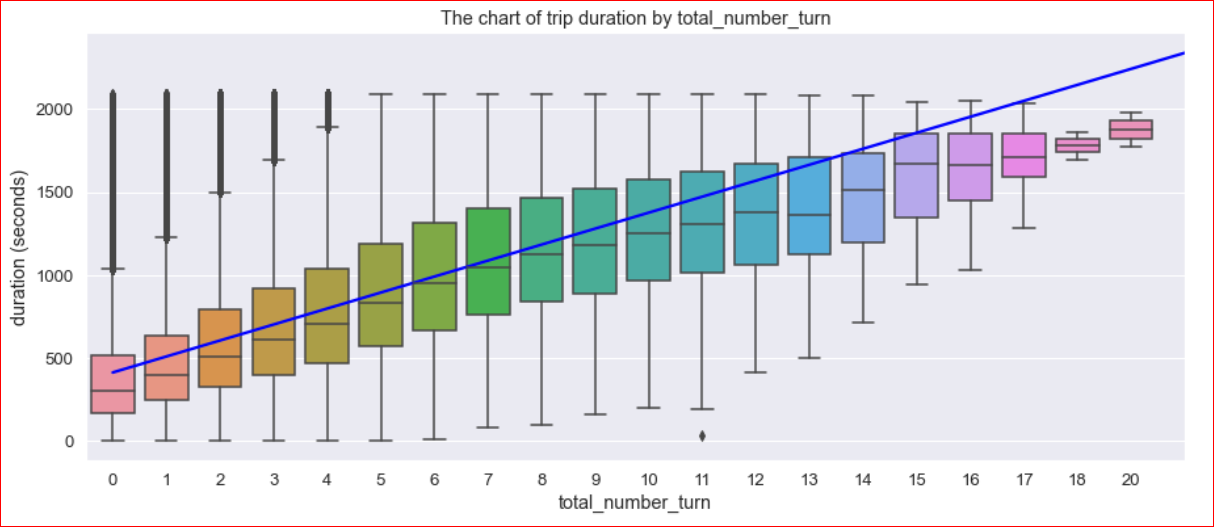 The chart of trip duration by total_number_turn
duration (seconds)
2000
1500
1000
500
0
0 1 2 3 4 5 6 7 8 9 10 11 12 13 14 15 16 17 18 20
total_number_turn